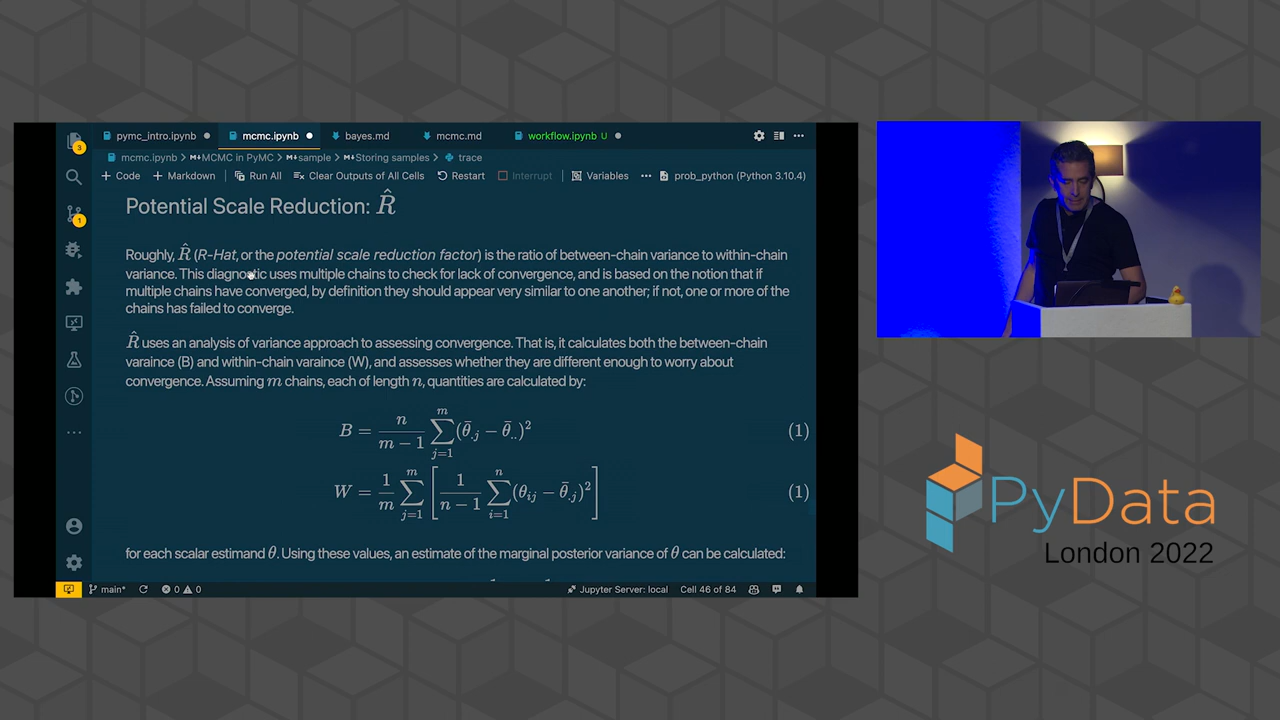 pymc_intro.ipynb
mcmc.ipynb
bayes.md
mcmc.md
workflow.ipynb U
mcmc.ipynb > M↓MCMC in PyMC > M↓sample > M↓Storing samples > trace
+ Code + Markdown Run All Clear Outputs of All Cells Restart Interrupt Variables ··· prob_python (Python 3.10.4)
3
1
Potential Scale Reduction: R̂
Roughly, R̂ (R-Hat, or the potential scale reduction factor) is the ratio of between-chain variance to within-chain
variance. This diagnostic uses multiple chains to check for lack of convergence, and is based on the notion that if
multiple chains have converged, by definition they should appear very similar to one another; if not, one or more of the
chains has failed to converge.
R̂ uses an analysis of variance approach to assessing convergence. That is, it calculates both the between-chain
varaince (B) and within-chain varaince (W), and assesses whether they are different enough to worry about
convergence. Assuming m chains, each of length n, quantities are calculated by:
B = n/(m − 1) ∑_{j=1}^{m} (θ̄_{.j} − θ̄_{..})² (1)
W = 1/m ∑_{j=1}^{m} [1/(n − 1) ∑_{i=1}^{n} (θ_{ij} − θ̄_{.j})²] (1)
for each scalar estimand θ. Using these values, an estimate of the marginal posterior variance of θ can be calculated:
main* 0 0 Jupyter Server: local Cell 46 of 84
PyData
London 2022